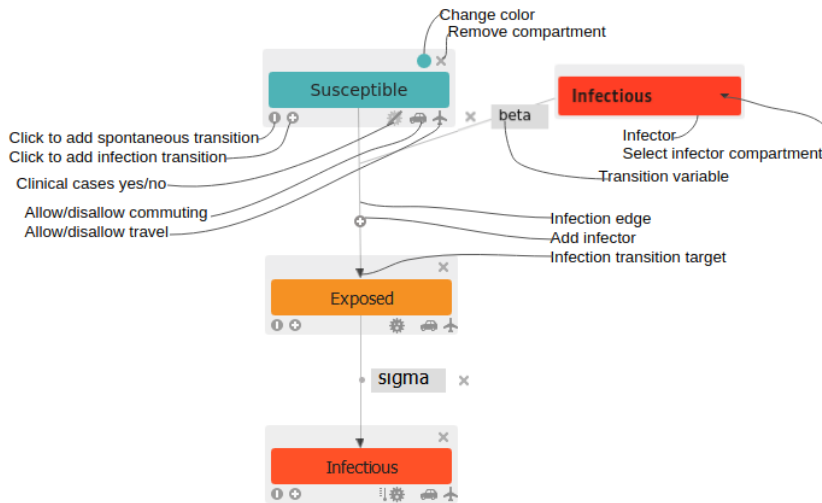 Change color
Remove compartment
Susceptible
Infectious
beta
Click to add spontaneous transition
Click to add infection transition
Infector
Select infector compartment
Transition variable
Clinical cases yes/no
Allow/disallow commuting
Allow/disallow travel
Infection edge
Add infector
Infection transition target
Exposed
sigma
Infectious